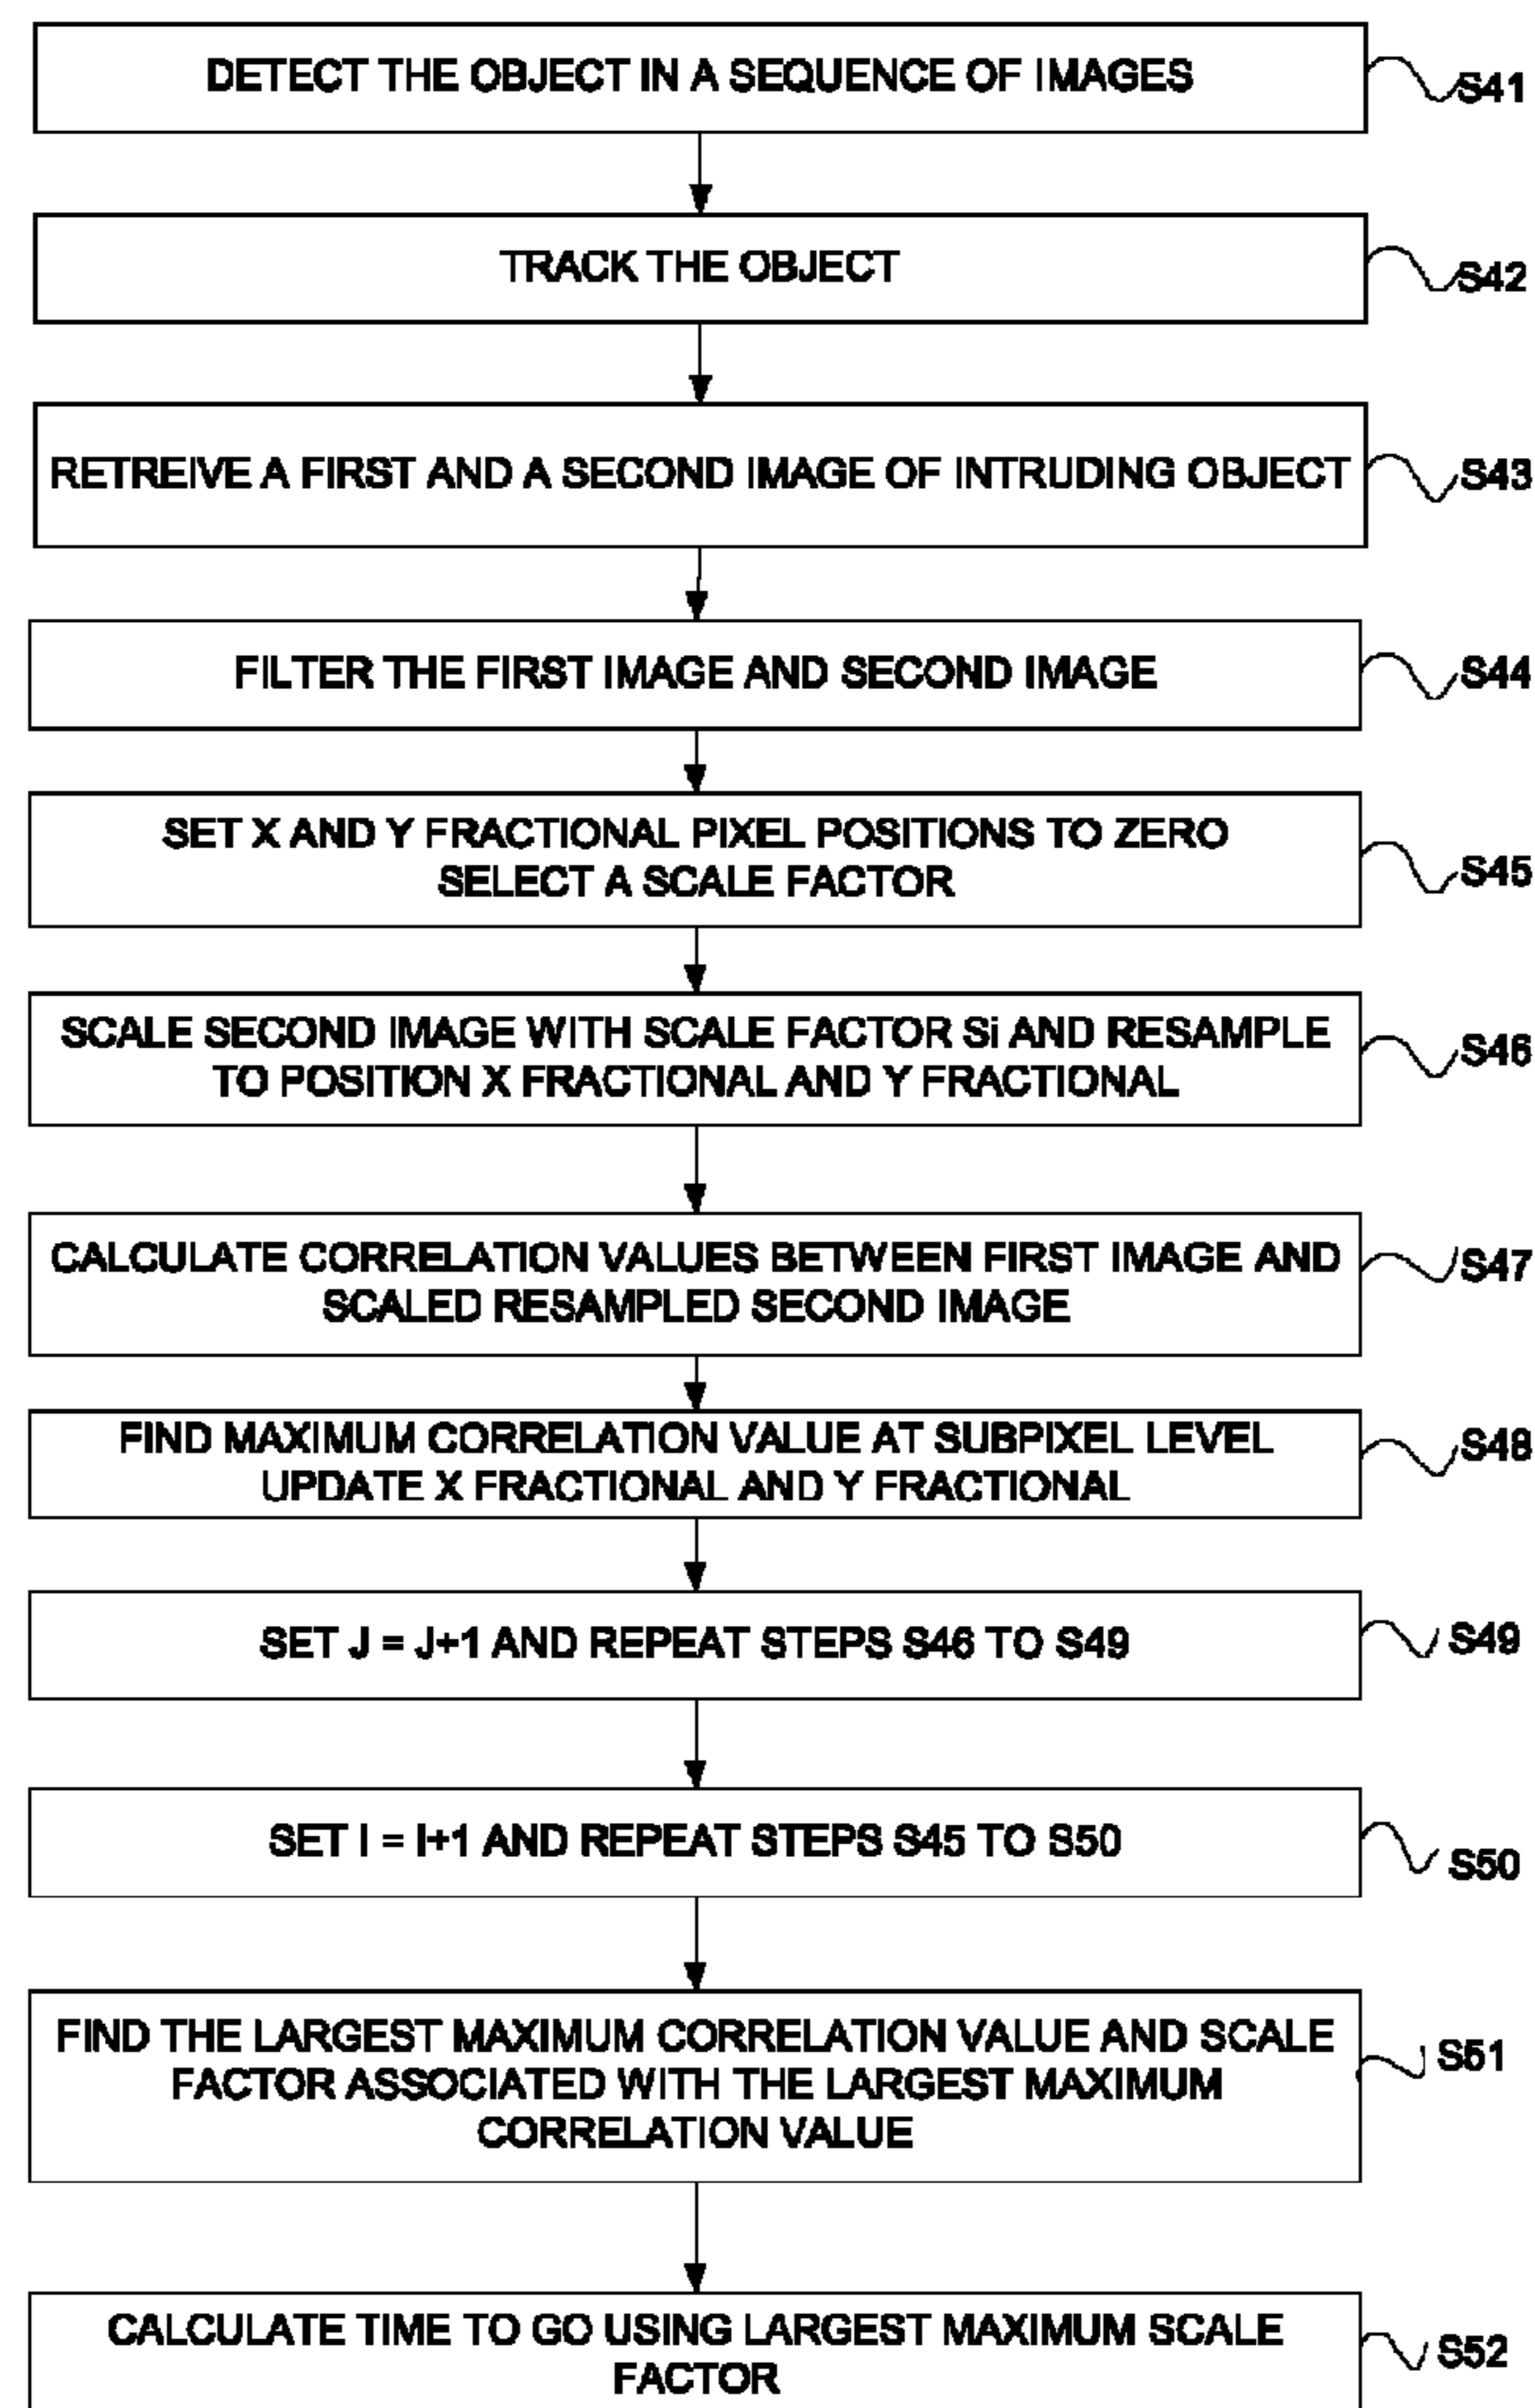 DETECT THE OBJECT IN A SEQUENCE OF IMAGES
S41
TRACK THE OBJECT
S42
RETREIVE A FIRST AND A SECOND IMAGE OF INTRUDING OBJECT
S43
FILTER THE FIRST IMAGE AND SECOND IMAGE
S44
SET X AND Y FRACTIONAL PIXEL POSITIONS TO ZERO
SELECT A SCALE FACTOR
S45
SCALE SECOND IMAGE WITH SCALE FACTOR Si AND RESAMPLE
TO POSITION X FRACTIONAL AND Y FRACTIONAL
S46
CALCULATE CORRELATION VALUES BETWEEN FIRST IMAGE AND
SCALED RESAMPLED SECOND IMAGE
S47
FIND MAXIMUM CORRELATION VALUE AT SUBPIXEL LEVEL
UPDATE X FRACTIONAL AND Y FRACTIONAL
S48
SET J = J+1 AND REPEAT STEPS S46 TO S49
S49
SET I = I+1 AND REPEAT STEPS S45 TO S50
S50
FIND THE LARGEST MAXIMUM CORRELATION VALUE AND SCALE
FACTOR ASSOCIATED WITH THE LARGEST MAXIMUM
CORRELATION VALUE
S51
CALCULATE TIME TO GO USING LARGEST MAXIMUM SCALE
FACTOR
S52